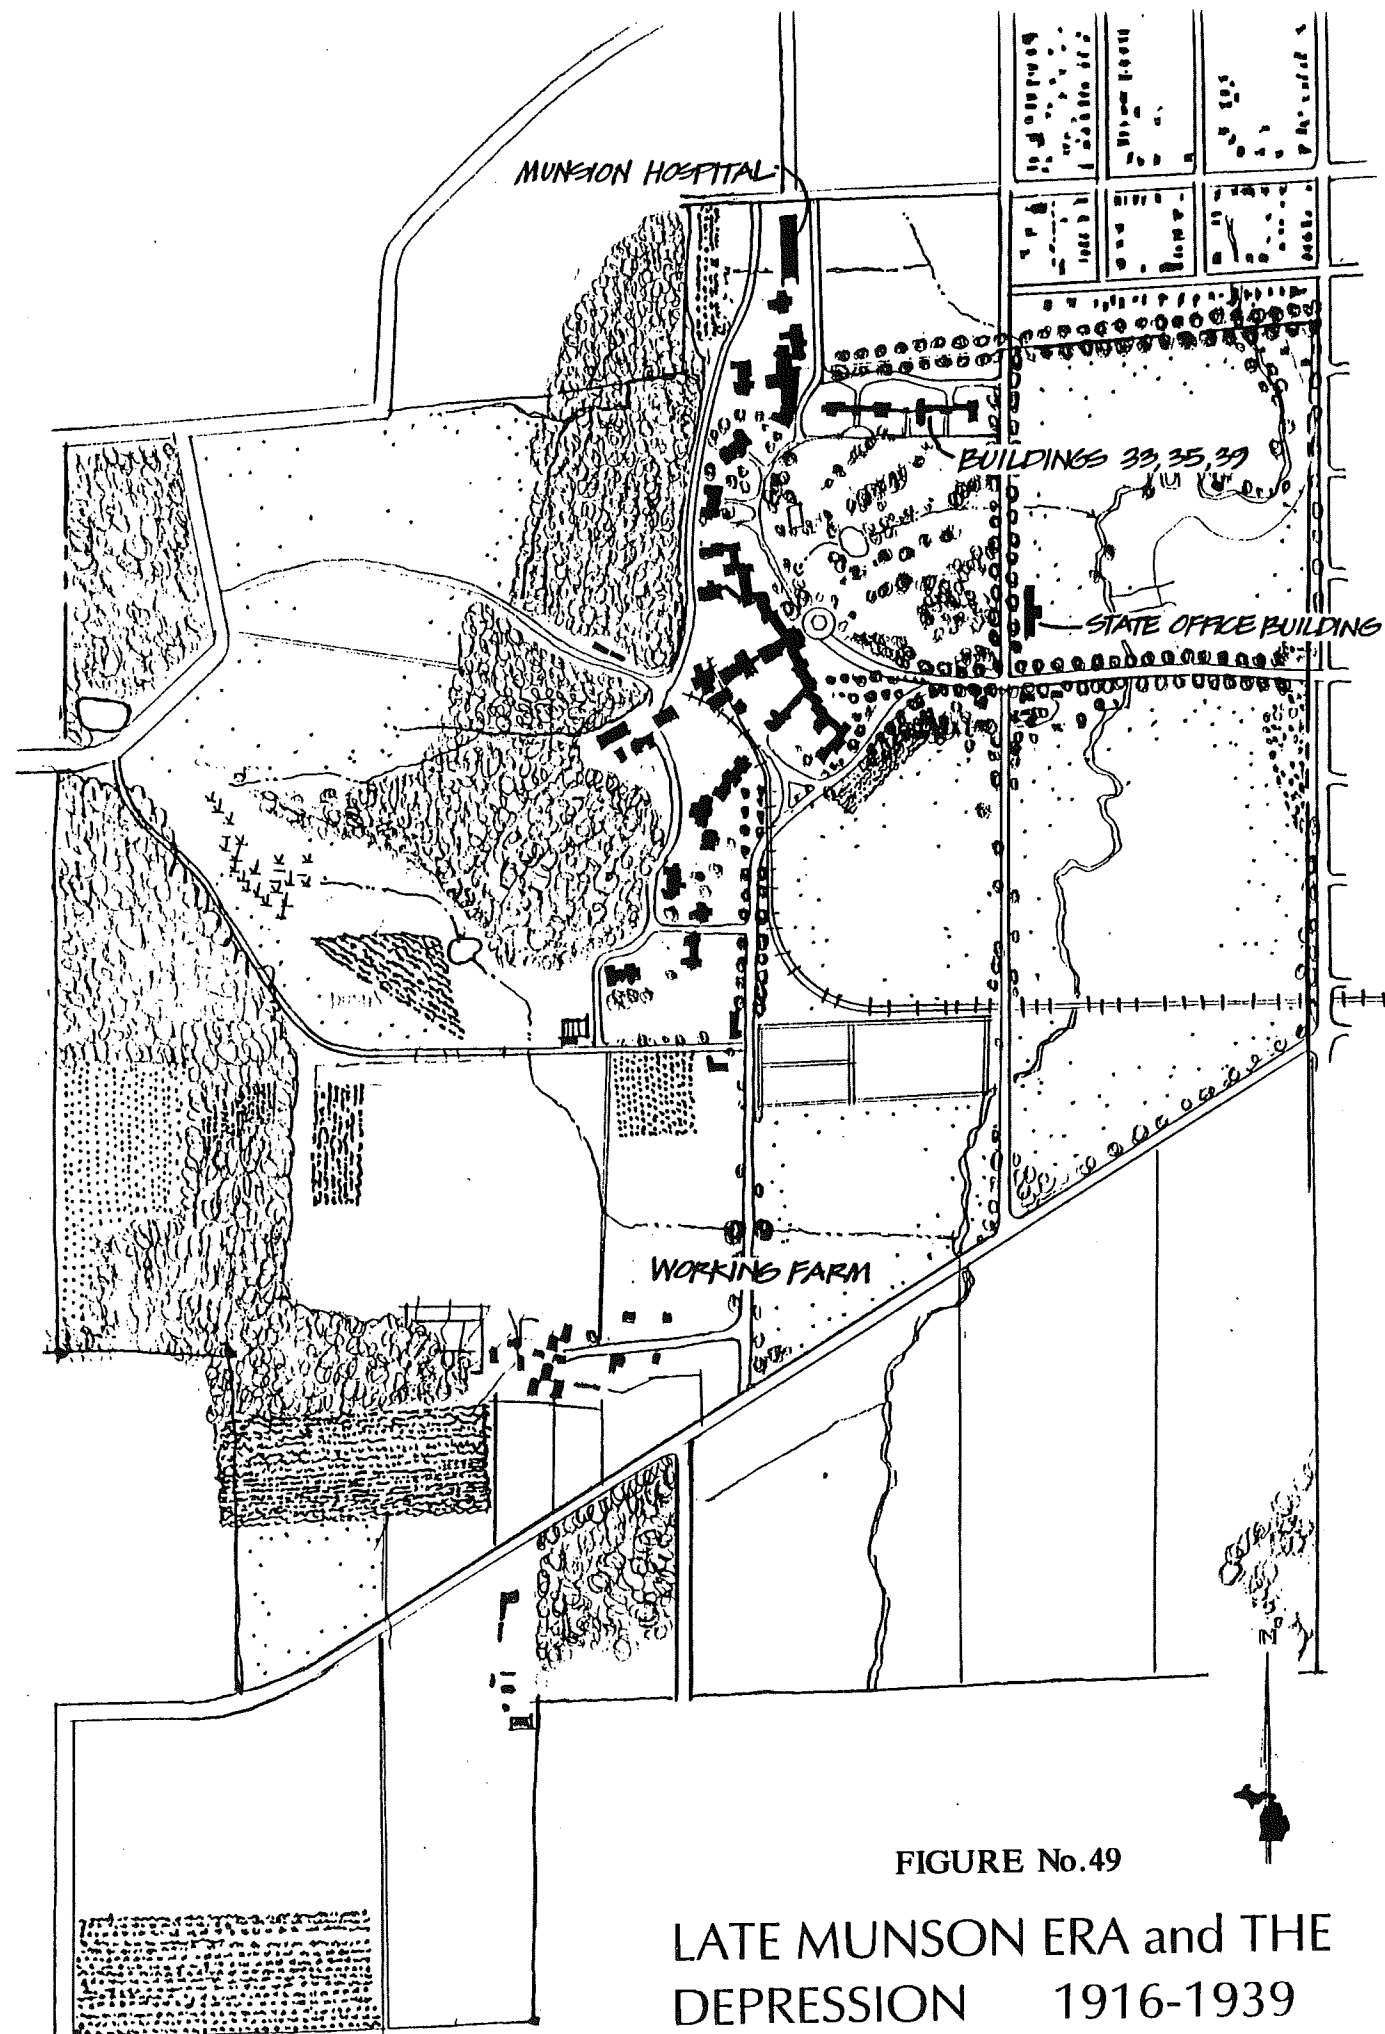 MUNSION HOSPITAL
BUILDINGS 33,35,39
STATE OFFICE BUILDING
WORKING FARM
N
FIGURE No.49
LATE MUNSON ERA and THE
DEPRESSION 1916-1939